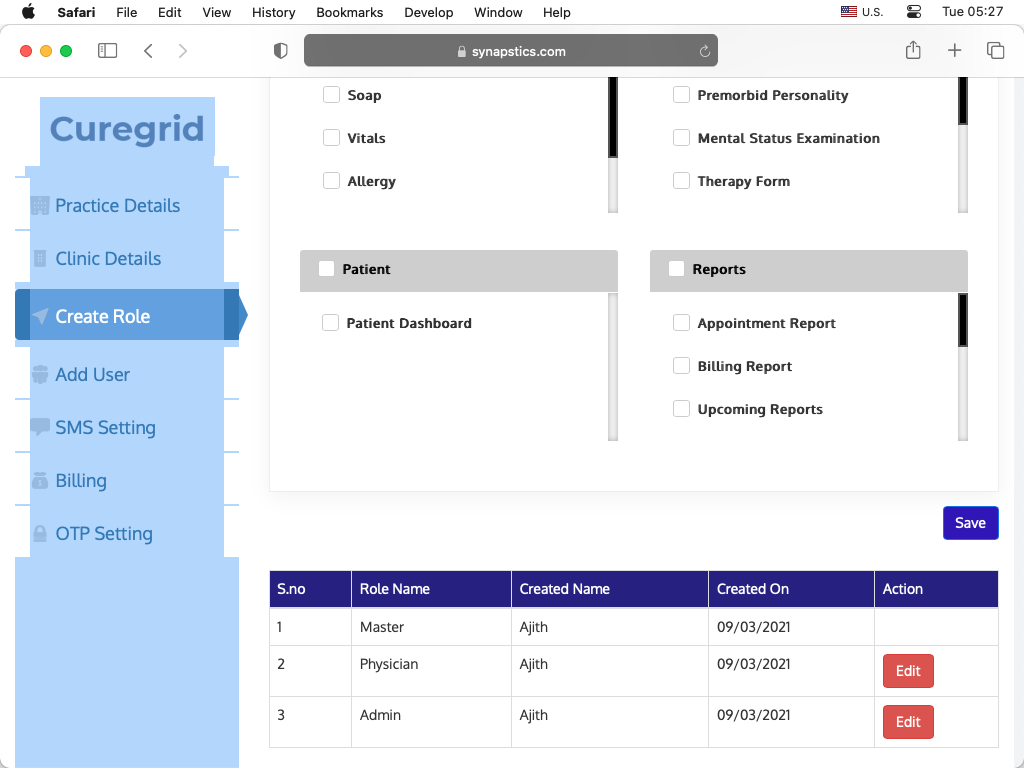 Safari File Edit View History Bookmarks Develop Window Help U.S. Tue 05:27
synapstics.com
Curegrid
Practice Details
Clinic Details
Create Role
Add User
SMS Setting
Billing
OTP Setting
Soap
Vitals
Allergy
Premorbid Personality
Mental Status Examination
Therapy Form
Patient
Patient Dashboard
Reports
Appointment Report
Billing Report
Upcoming Reports
Save
S.no Role Name Created Name Created On Action
1 Master Ajith 09/03/2021
2 Physician Ajith 09/03/2021 Edit
3 Admin Ajith 09/03/2021 Edit